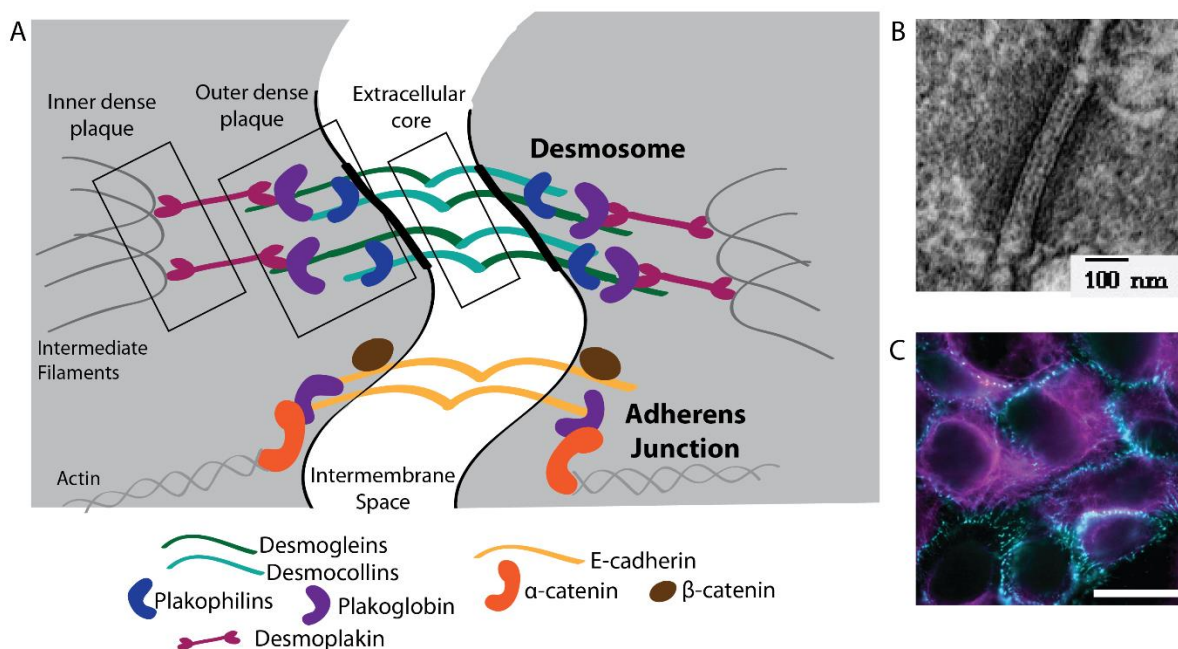 A
Inner dense
plaque
Outer dense
plaque
Extracellular
core
Desmosome
Intermediate
Filaments
Adherens
Junction
Actin
Intermembrane
Space
Desmogleins
Desmocollins
E-cadherin
Plakophilins
Plakoglobin
α-catenin
β-catenin
Desmoplakin
B
100 nm
C